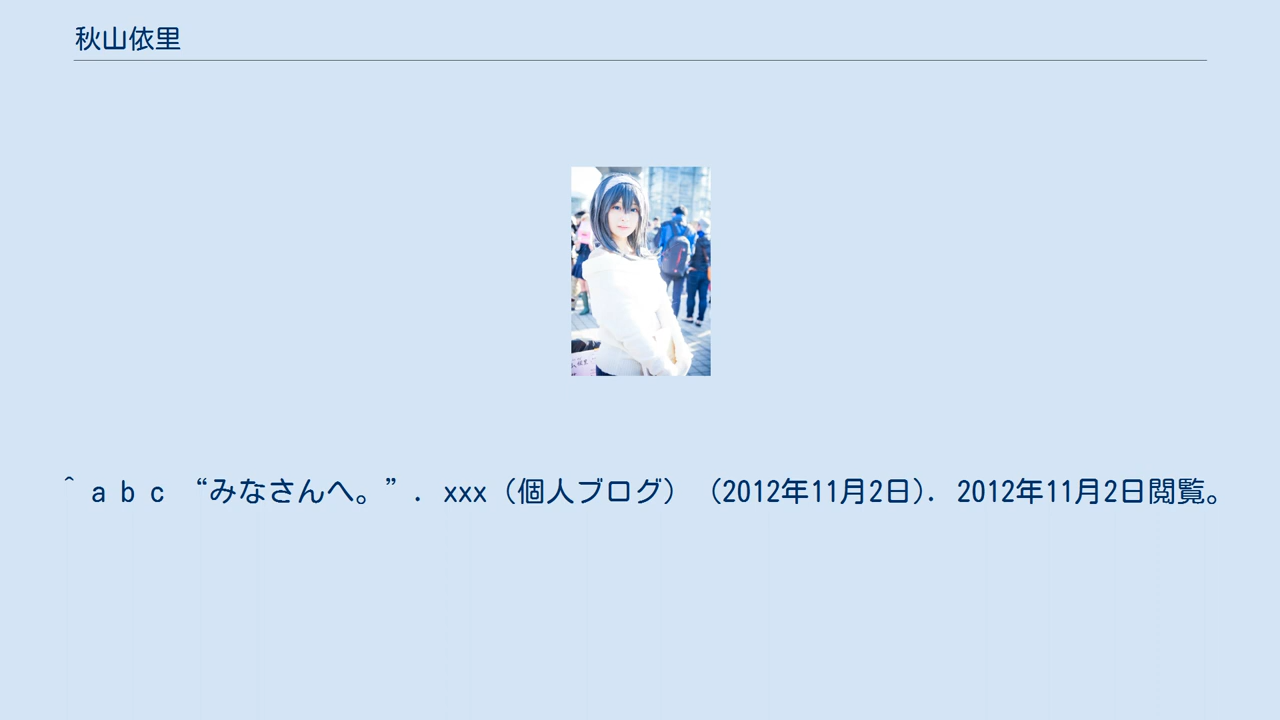 秋山依里
^ a b c “みなさんへ。”. xxx（個人ブログ） (2012年11月2日). 2012年11月2日閲覧。